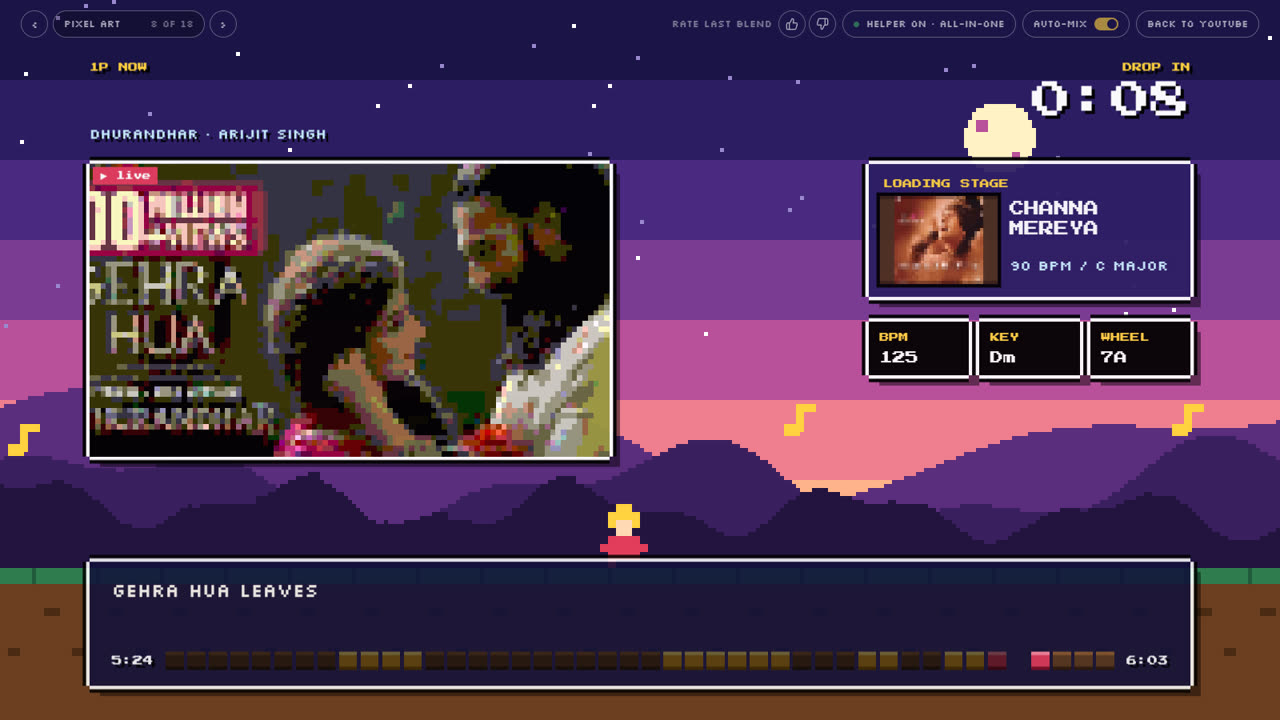 PIXEL ART 8 OF 18
RATE LAST BLEND
HELPER ON · ALL-IN-ONE
AUTO-MIX
BACK TO YOUTUBE
1P NOW
DROP IN
0:08
DHURANDHAR · ARIJIT SINGH
▶ live
GEHRA
HUA
LOADING STAGE
CHANNA
MEREYA
90 BPM / C MAJOR
BPM
125
KEY
Dm
WHEEL
7A
GEHRA HUA LEAVES
5:24
6:03